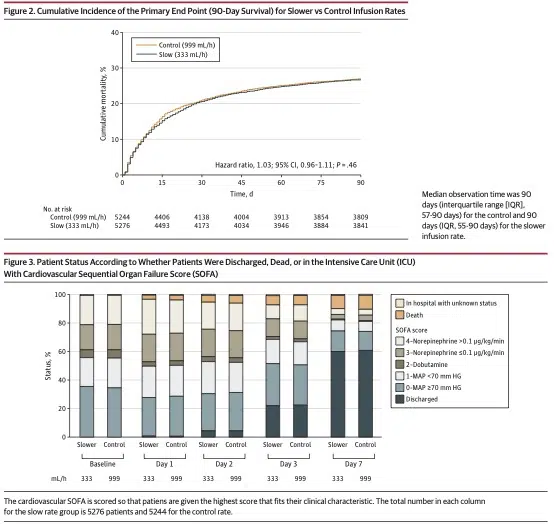 Figure 2. Cumulative Incidence of the Primary End Point (90-Day Survival) for Slower vs Control Infusion Rates
40
30
20
10
0
Cumulative mortality, %
Control (999 mL/h)
Slow (333 mL/h)
Hazard ratio, 1.03; 95% CI, 0.96-1.11; P = .46
0 15 30 45 60 75 90
Time, d
No. at risk
Control (999 mL/h) 5244 4406 4138 4004 3913 3854 3809
Slow (333 mL/h) 5276 4493 4173 4034 3946 3884 3841
Median observation time was 90
days (interquartile range [IQR],
57-90 days) for the control and 90
days (IQR, 55-90 days) for the slower
infusion rate.
Figure 3. Patient Status According to Whether Patients Were Discharged, Dead, or in the Intensive Care Unit (ICU)
With Cardiovascular Sequential Organ Failure Score (SOFA)
100
80
60
40
20
0
Status, %
In hospital with unknown status
Death
SOFA score
4–Norepinephrine >0.1 μg/kg/min
3–Norepinephrine ≤0.1 μg/kg/min
2–Dobutamine
1-MAP <70 mm HG
0-MAP ≥70 mm HG
Discharged
Slower Control Slower Control Slower Control Slower Control Slower Control
Baseline Day 1 Day 2 Day 3 Day 7
mL/h 333 999 333 999 333 999 333 999 333 999
The cardiovascular SOFA is scored so that patiens are given the highest score that fits their clinical characteristic. The total number in each column
for the slow rate group is 5276 patients and 5244 for the control rate.